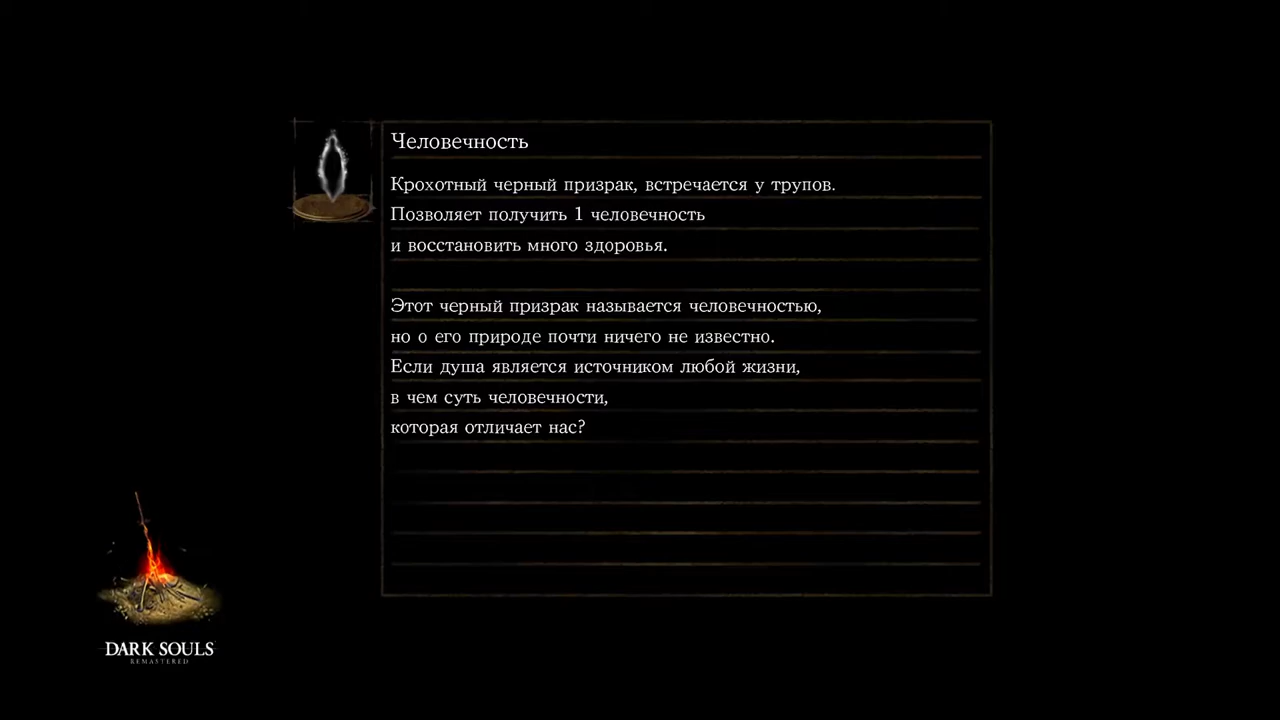 Человечность
Крохотный черный призрак, встречается у трупов.
Позволяет получить 1 человечность
и восстановить много здоровья.
Этот черный призрак называется человечностью,
но о его природе почти ничего не известно.
Если душа является источником любой жизни,
в чем суть человечности,
которая отличает нас?
DARK SOULS
REMASTERED